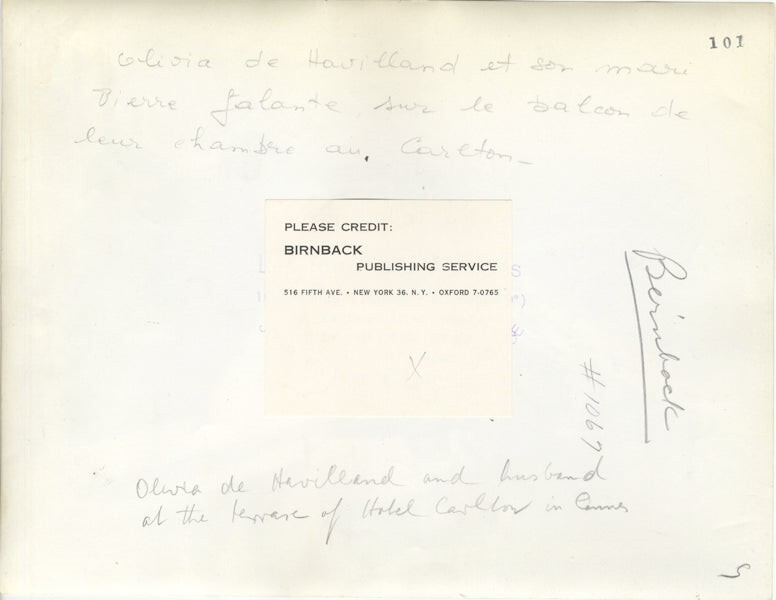 101
Olivia de Havilland et son mari
Pierre Galante, sur le balcon de
leur chambre au Carlton_
PLEASE CREDIT:
BIRNBACK
PUBLISHING SERVICE
516 FIFTH AVE. • NEW YORK 36, N. Y. • OXFORD 7-0765
X
Birnback
#1067
Olivia de Havilland and husband
at the terrase of Hotel Carlton in Cannes